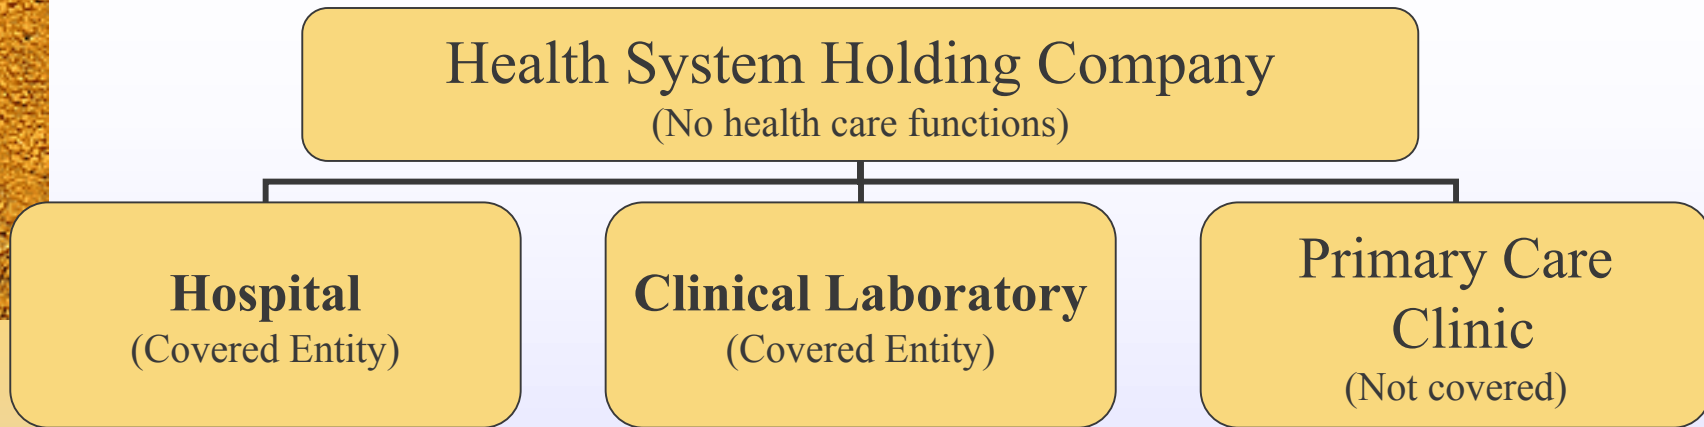 Health System Holding Company
(No health care functions)
Hospital
(Covered Entity)
Clinical Laboratory
(Covered Entity)
Primary Care
Clinic
(Not covered)